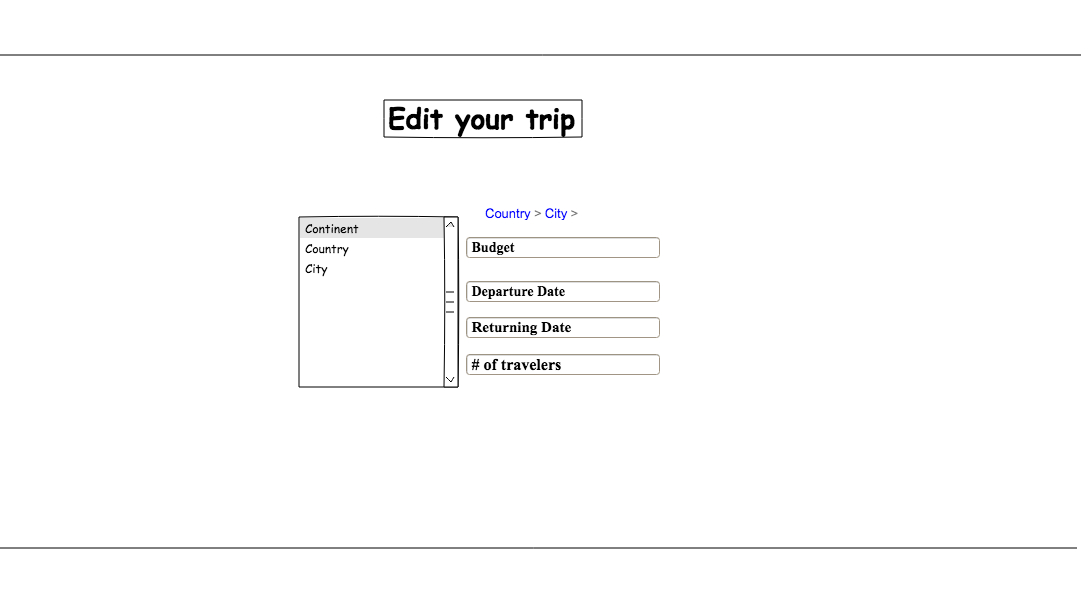 Edit your trip
Continent
Country
City
Country > City >
Budget
Departure Date
Returning Date
# of travelers